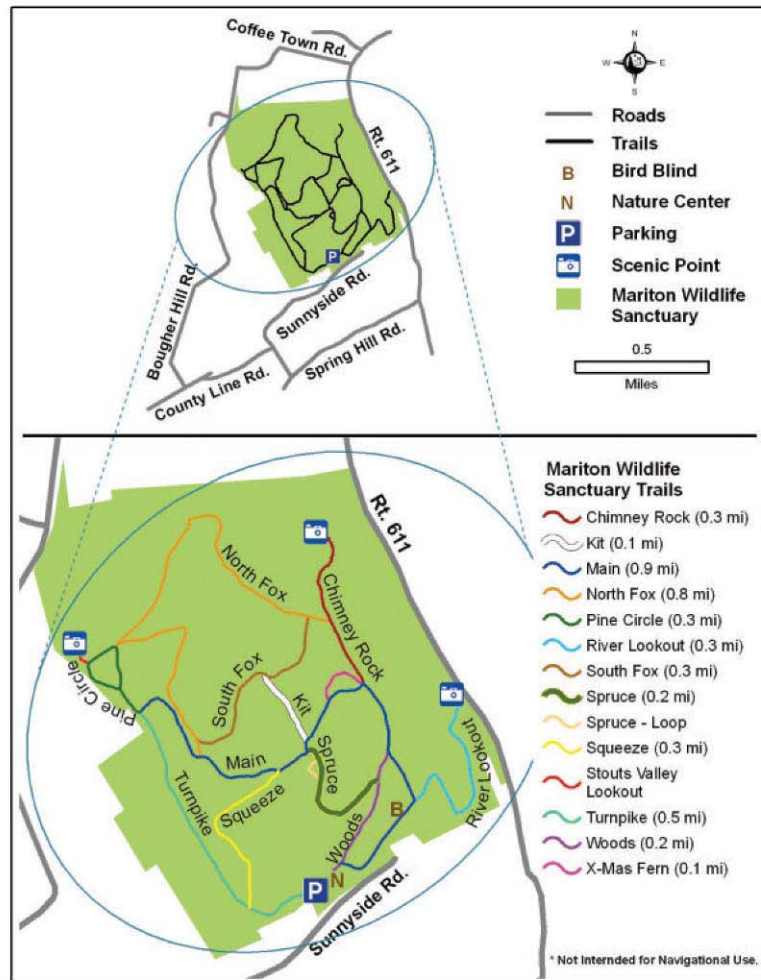 Coffee Town Rd.
Rt. 611
Bougher Hill Rd.
Sunnyside Rd.
County Line Rd.
Spring Hill Rd.
P
N
W E
S
Roads
Trails
B Bird Blind
N Nature Center
P Parking
Scenic Point
Mariton Wildlife
Sanctuary
0.5
Miles
Rt. 611
North Fox
Chimney Rock
Pine Circle
South Fox
Kit
Main
Spruce
Turnpike
Squeeze
Woods
River Lookout
B
N
P
Sunnyside Rd.
Mariton Wildlife
Sanctuary Trails
Chimney Rock (0.3 mi)
Kit (0.1 mi)
Main (0.9 mi)
North Fox (0.8 mi)
Pine Circle (0.3 mi)
River Lookout (0.3 mi)
South Fox (0.3 mi)
Spruce (0.2 mi)
Spruce - Loop
Squeeze (0.3 mi)
Stouts Valley
Lookout
Turnpike (0.5 mi)
Woods (0.2 mi)
X-Mas Fern (0.1 mi)
* Not Internded for Navigational Use.